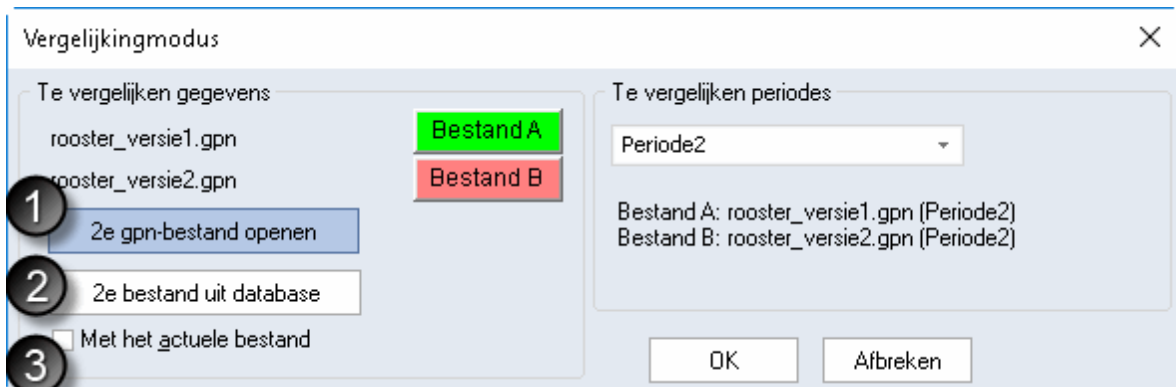 Vergelijkingmodus
Te vergelijken gegevens
rooster_versie1.gpn
Bestand A
rooster_versie2.gpn
Bestand B
1
2e gpn-bestand openen
2
2e bestand uit database
3
Met het actuele bestand
Te vergelijken periodes
Periode2
Bestand A: rooster_versie1.gpn (Periode2)
Bestand B: rooster_versie2.gpn (Periode2)
OK
Afbreken